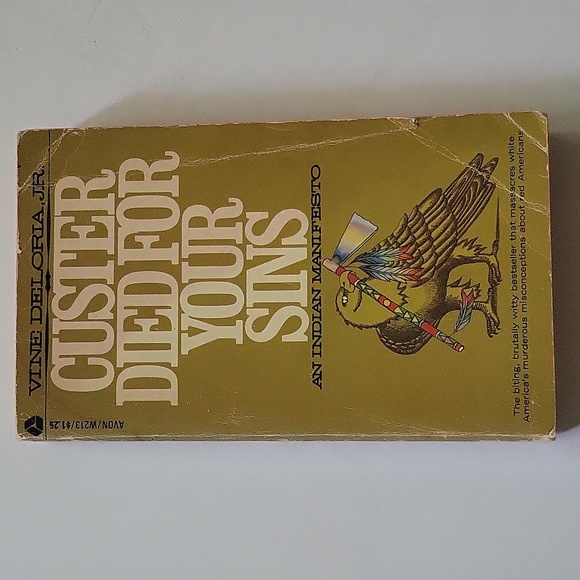 AVON/W213/$1.25
VINE DELORIA, JR.
CUSTER
DIED FOR
YOUR
SINS
AN INDIAN MANIFESTO
The biting, brutally witty bestseller that massacres white
America's murderous misconceptions about red Americans